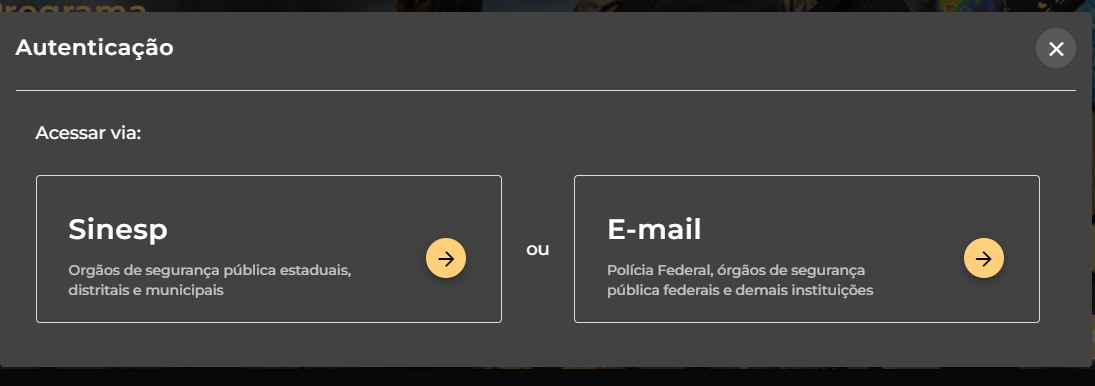 Programa
Autenticação
Acessar via:
Sinesp
Orgãos de segurança pública estaduais,
distritais e municipais
ou
E-mail
Polícia Federal, órgãos de segurança
pública federais e demais instituições